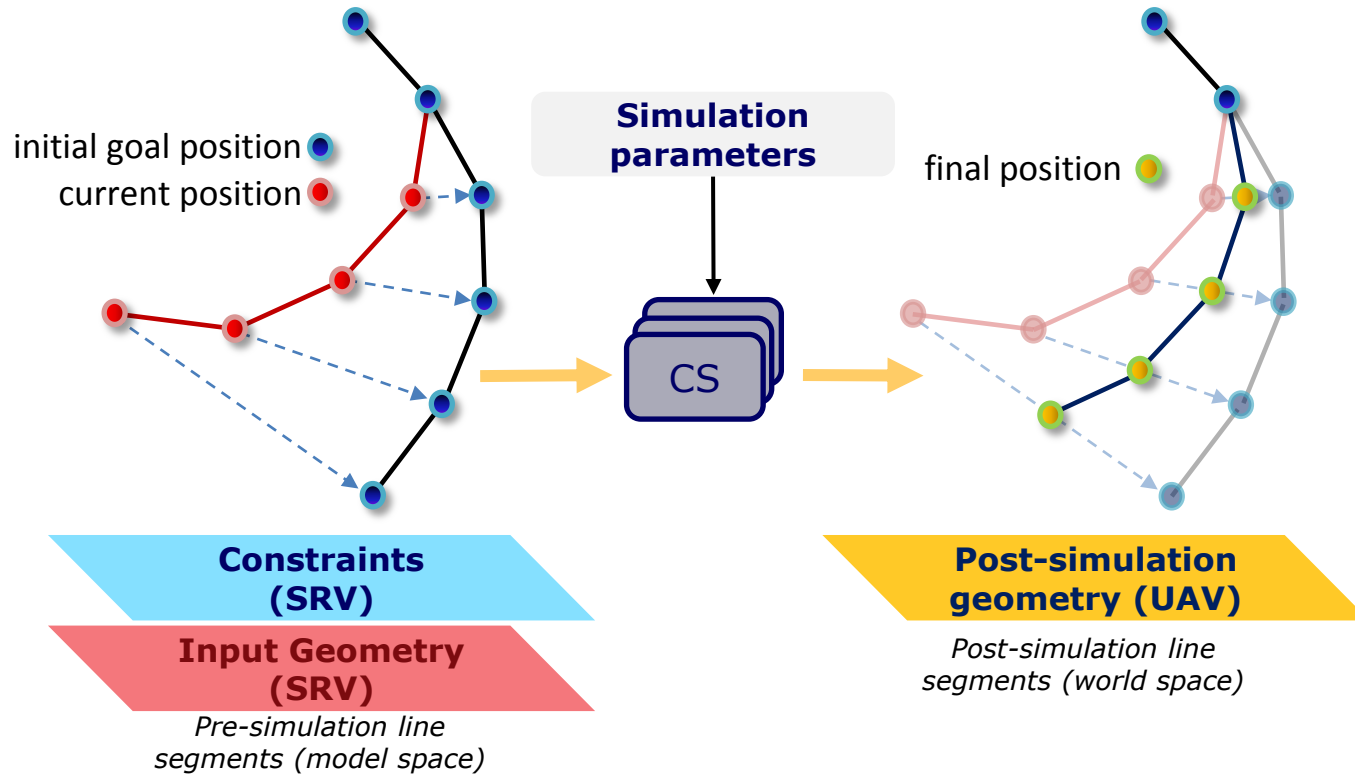 initial goal position
current position
Simulation
parameters
final position
CS
Constraints
(SRV)
Input Geometry
(SRV)
Pre-simulation line
segments (model space)
Post-simulation
geometry (UAV)
Post-simulation line
segments (world space)